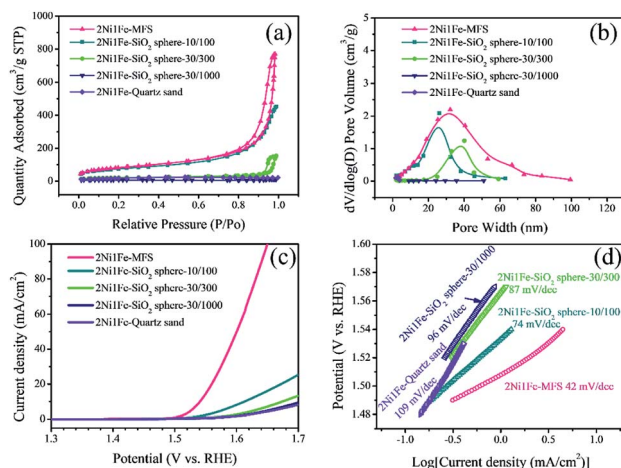 (a)
2Ni1Fe-MFS
2Ni1Fe-SiO2 sphere-10/100
2Ni1Fe-SiO2 sphere-30/300
2Ni1Fe-SiO2 sphere-30/1000
2Ni1Fe-Quartz sand
Quantity Adsorbed (cm3/g STP)
1000
800
600
400
200
0
0.0 0.2 0.4 0.6 0.8 1.0
Relative Pressure (P/Po)
(b)
2Ni1Fe-MFS
2Ni1Fe-SiO2 sphere-10/100
2Ni1Fe-SiO2 sphere-30/300
2Ni1Fe-SiO2 sphere-30/1000
2Ni1Fe-Quartz sand
dV/dlog(D) Pore Volume (cm3/g)
5
4
3
2
1
0
0 20 40 60 80 100
Pore Width (nm)
(c)
2Ni1Fe-MFS
2Ni1Fe-SiO2 sphere-10/100
2Ni1Fe-SiO2 sphere-30/300
2Ni1Fe-SiO2 sphere-30/1000
2Ni1Fe-Quartz sand
Current density (mA/cm2)
100
80
60
40
20
0
1.3 1.4 1.5 1.6 1.7
Potential (V vs. RHE)
(d)
2Ni1Fe-SiO2 sphere-30/1000
96 mV/dec
2Ni1Fe-SiO2 sphere-30/300
87 mV/dec
2Ni1Fe-SiO2 sphere-10/100
74 mV/dec
2Ni1Fe-Quartz sand
109 mV/dec
2Ni1Fe-MFS 42 mV/dec
Potential (V vs. RHE)
1.60
1.56
1.52
1.48
-1.0 -0.5 0.0 0.5 1.0
Log[Current density (mA/cm2)]